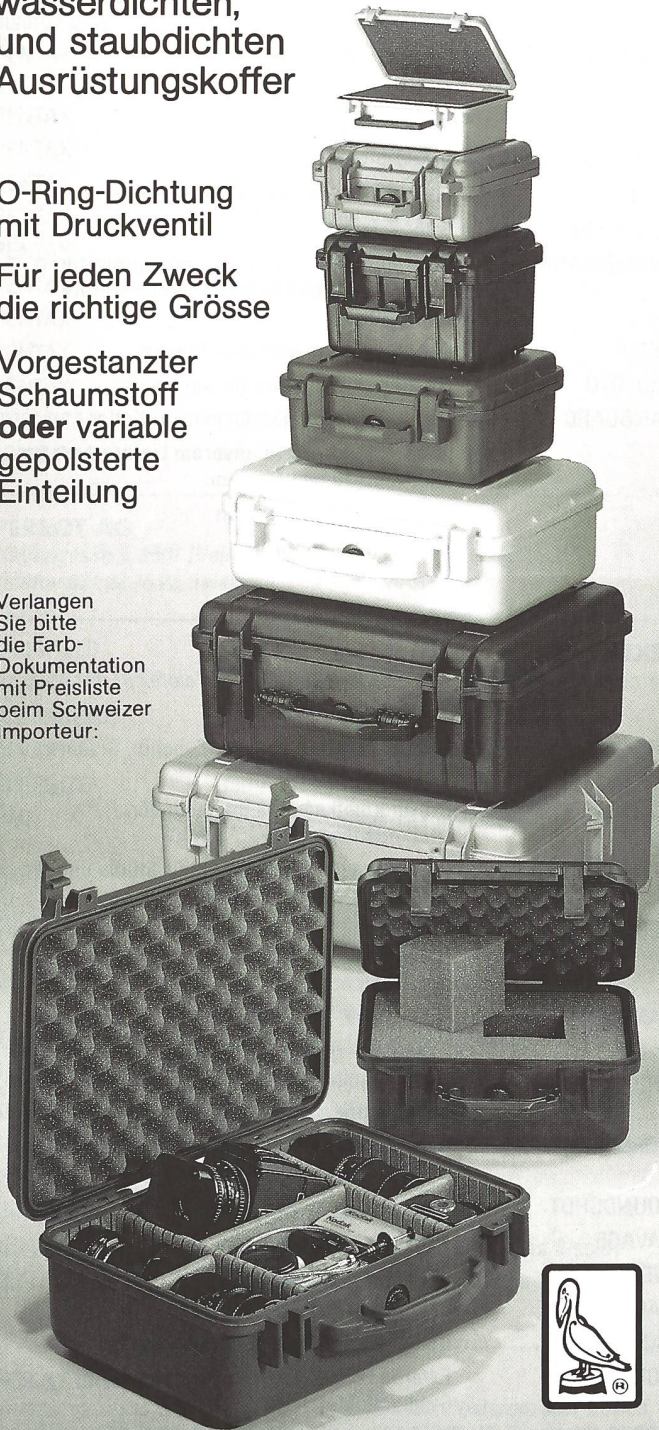 wasserdichten,
und staubdichten
Ausrüstungskoffer
O-Ring-Dichtung
mit Druckventil
Für jeden Zweck
die richtige Grösse
Vorgestanzter
Schaumstoff
oder variable
gepolsterte
Einteilung
Verlangen
Sie bitte
die Farb-
Dokumentation
mit Preisliste
beim Schweizer
Importeur:
Kodak
®